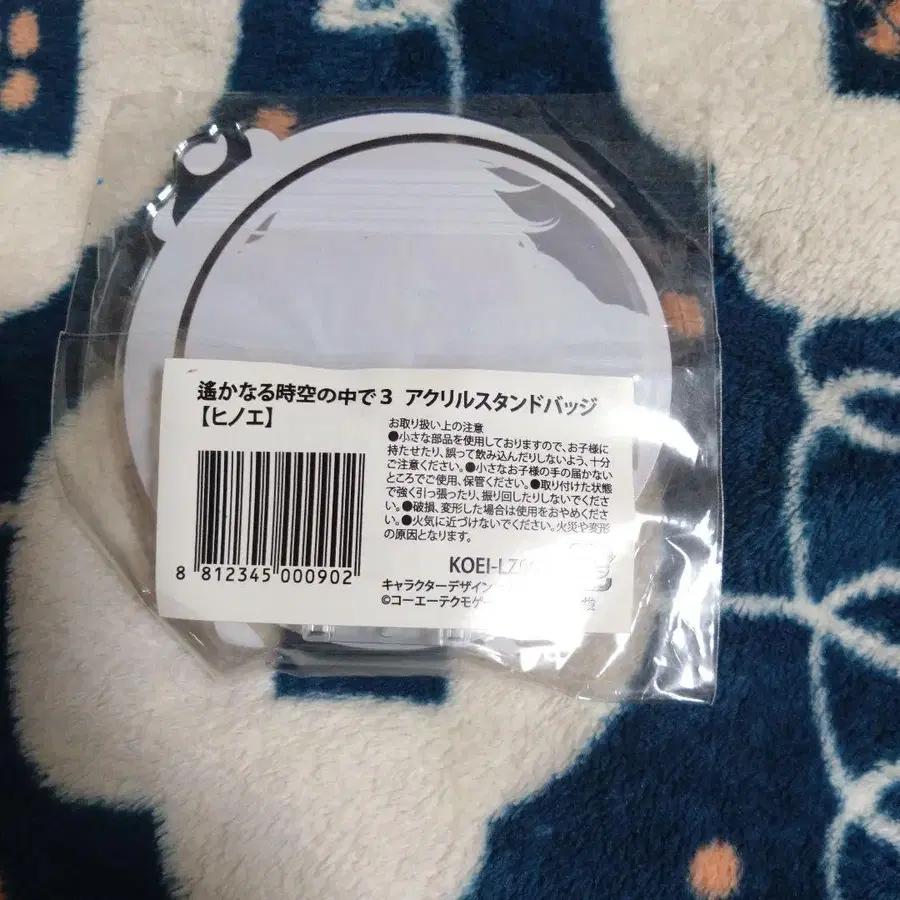 遙かなる時空の中で3 アクリルスタンドバッジ
【ヒノエ】
お取り扱い上の注意
●小さな部品を使用しておりますので、お子様に
持たせたり、誤って飲み込んだりしないよう、十分
ご注意ください。●小さなお子様の手の届かない
ところでご使用、保管ください。●取り付けた状態
で強く引っ張ったり、振り回したりしないでくださ
い。●破損、変形した場合は使用をおやめくださ
い。●火気に近づけないでください。火災や変形
の原因となります。
8 812345 000902
KOEI-LZ
キャラクターデザイン
©コーエーテクモゲー